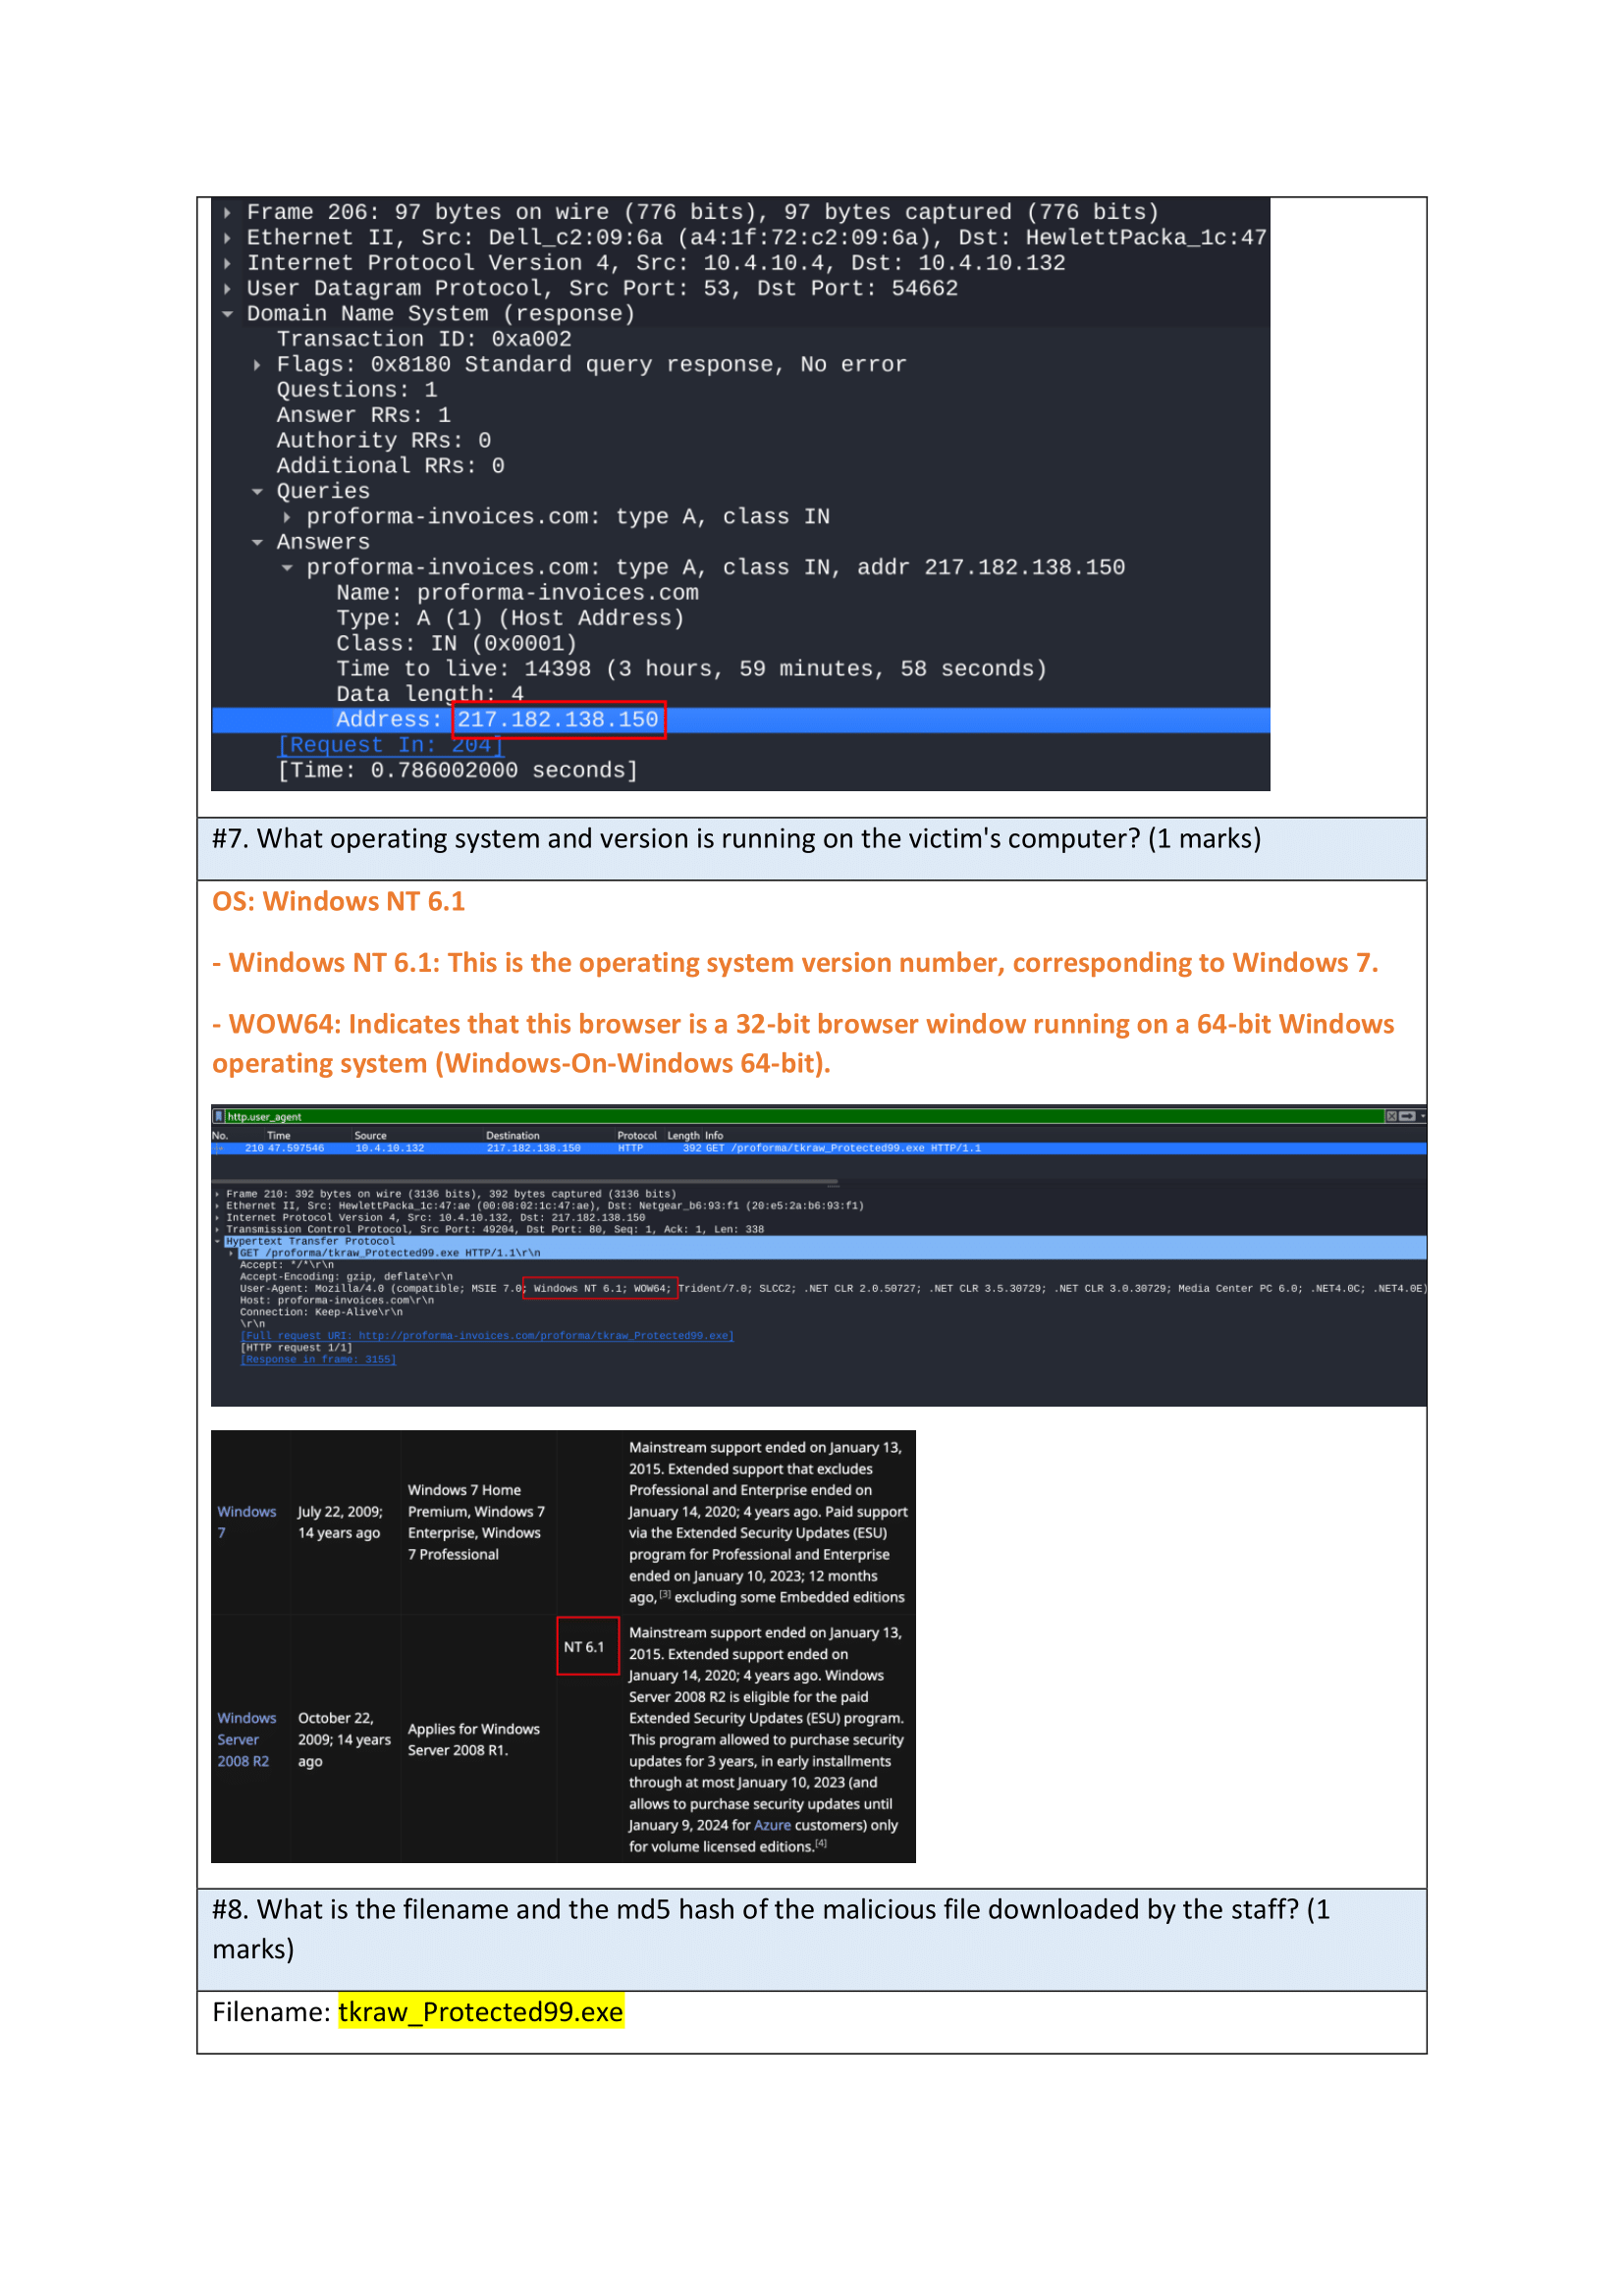 Frame 206: 97 bytes on wire (776 bits), 97 bytes captured (776 bits)
Ethernet II, Src: Dell_c2:09:6a (a4:1f:72:c2:09:6a), Dst: HewlettPacka_1c:47
Internet Protocol Version 4, Src: 10.4.10.4, Dst: 10.4.10.132
User Datagram Protocol, Src Port: 53, Dst Port: 54662
Domain Name System (response)
Transaction ID: 0xa002
Flags: 0x8180 Standard query response, No error
Questions: 1
Answer RRs: 1
Authority RRs: 0
Additional RRs: 0
Queries
proforma-invoices.com: type A, class IN
Answers
proforma-invoices.com: type A, class IN, addr 217.182.138.150
Name: proforma-invoices.com
Type: A (1) (Host Address)
Class: IN (0x0001)
Time to live: 14398 (3 hours, 59 minutes, 58 seconds)
Data length: 4
Address: 217.182.138.150
[Request In: 204]
[Time: 0.786002000 seconds]
#7. What operating system and version is running on the victim's computer? (1 marks)
OS: Windows NT 6.1
- Windows NT 6.1: This is the operating system version number, corresponding to Windows 7.
- WOW64: Indicates that this browser is a 32-bit browser window running on a 64-bit Windows
operating system (Windows-On-Windows 64-bit).
http.user_agent
No. Time Source Destination Protocol Length Info
210 47.597546 10.4.10.132 217.182.138.150 HTTP 392 GET /proforma/tkraw_Protected99.exe HTTP/1.1
Frame 210: 392 bytes on wire (3136 bits), 392 bytes captured (3136 bits)
Ethernet II, Src: HewlettPacka_1c:47:ae (00:08:02:1c:47:ae), Dst: Netgear_b6:93:f1 (20:e5:2a:b6:93:f1)
Internet Protocol Version 4, Src: 10.4.10.132, Dst: 217.182.138.150
Transmission Control Protocol, Src Port: 49204, Dst Port: 80, Seq: 1, Ack: 1, Len: 338
Hypertext Transfer Protocol
GET /proforma/tkraw_Protected99.exe HTTP/1.1\r\n
Accept: */*\r\n
Accept-Encoding: gzip, deflate\r\n
User-Agent: Mozilla/4.0 (compatible; MSIE 7.0; Windows NT 6.1; WOW64; Trident/7.0; SLCC2; .NET CLR 2.0.50727; .NET CLR 3.5.30729; .NET CLR 3.0.30729; Media Center PC 6.0; .NET4.0C; .NET4.0E)
Host: proforma-invoices.com\r\n
Connection: Keep-Alive\r\n
\r\n
[Full request URI: http://proforma-invoices.com/proforma/tkraw_Protected99.exe]
[HTTP request 1/1]
[Response in frame: 3155]
Windows
7
July 22, 2009;
14 years ago
Windows 7 Home
Premium, Windows 7
Enterprise, Windows
7 Professional
Mainstream support ended on January 13,
2015. Extended support that excludes
Professional and Enterprise ended on
January 14, 2020; 4 years ago. Paid support
via the Extended Security Updates (ESU)
program for Professional and Enterprise
ended on January 10, 2023; 12 months
ago,[3] excluding some Embedded editions
NT 6.1
Windows
Server
2008 R2
October 22,
2009; 14 years
ago
Applies for Windows
Server 2008 R1.
Mainstream support ended on January 13,
2015. Extended support ended on
January 14, 2020; 4 years ago. Windows
Server 2008 R2 is eligible for the paid
Extended Security Updates (ESU) program.
This program allowed to purchase security
updates for 3 years, in early installments
through at most January 10, 2023 (and
allows to purchase security updates until
January 9, 2024 for Azure customers) only
for volume licensed editions.[4]
#8. What is the filename and the md5 hash of the malicious file downloaded by the staff? (1
marks)
Filename: tkraw_Protected99.exe